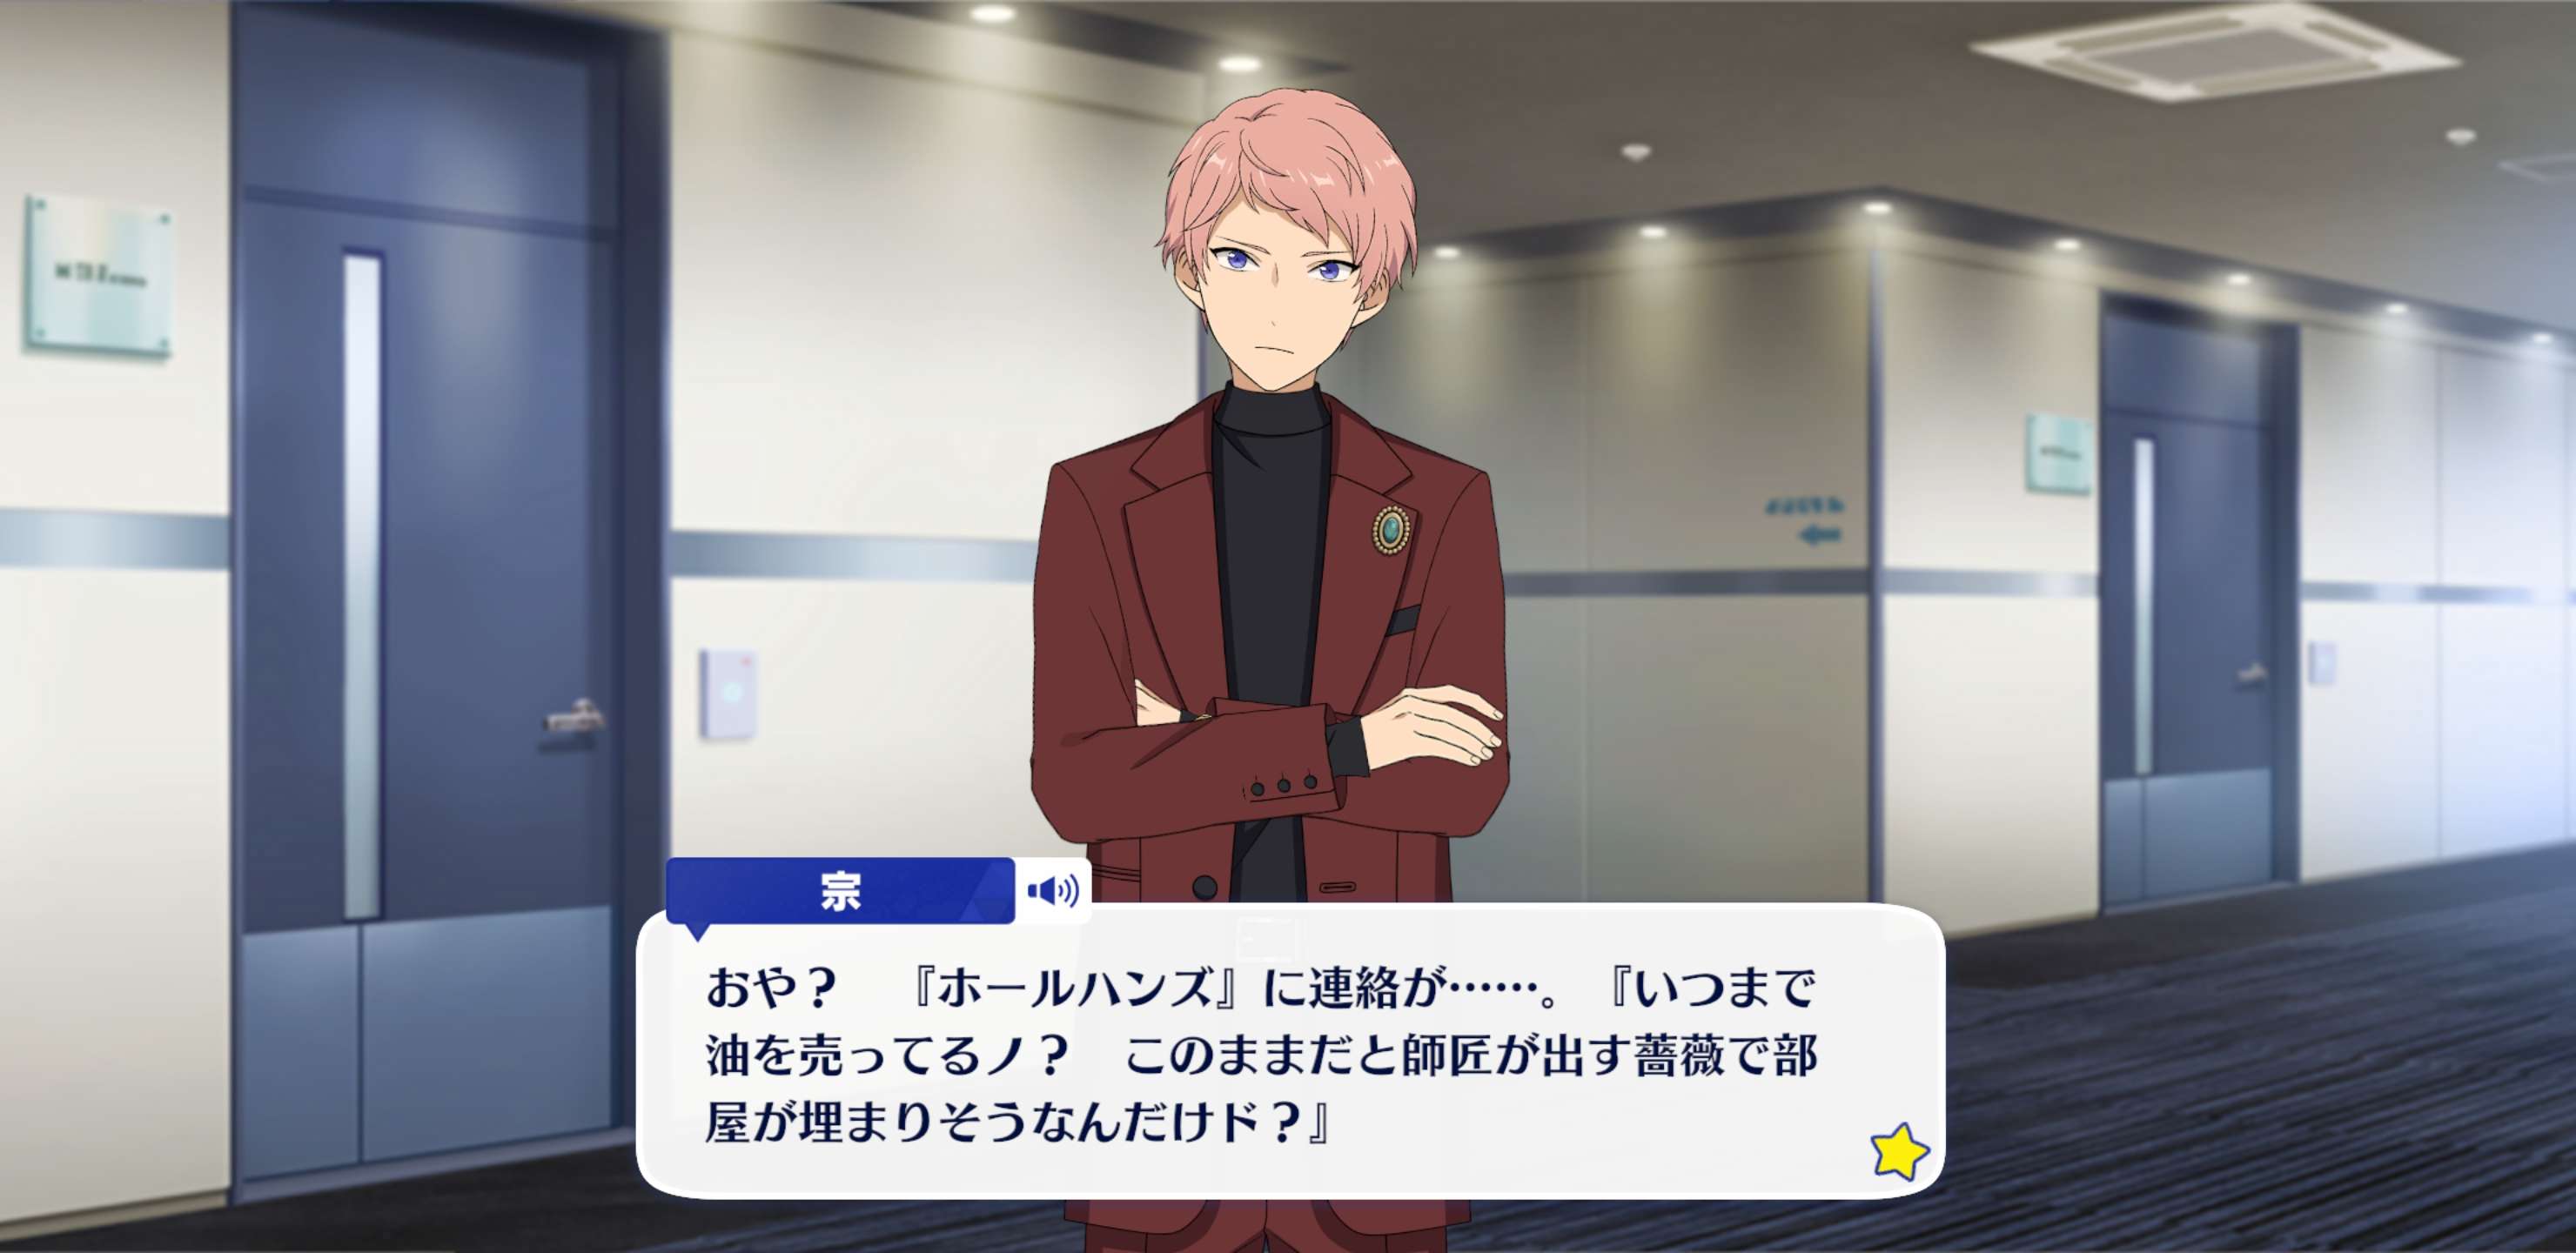 宗
おや？　『ホールハンズ』に連絡が……。『いつまで
油を売ってるノ？　このままだと師匠が出す薔薇で部
屋が埋まりそうなんだけド？』